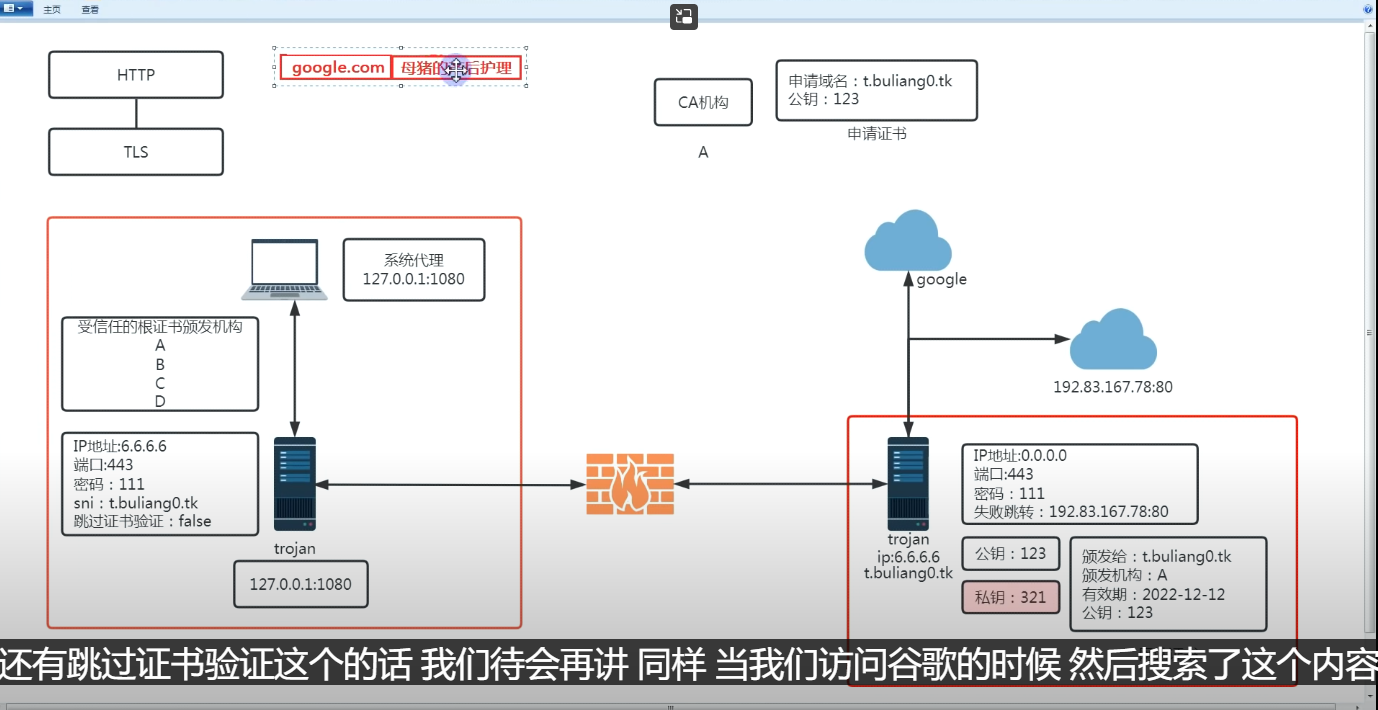 主页 查看
HTTP
TLS
google.com
母猪的 后护理
CA机构
A
申请域名：t.buliang0.tk
公钥：123
申请证书
系统代理
127.0.0.1:1080
受信任的根证书颁发机构
A
B
C
D
IP地址:6.6.6.6
端口:443
密码：111
sni：t.buliang0.tk
跳过证书验证：false
trojan
127.0.0.1:1080
google
192.83.167.78:80
trojan
ip:6.6.6.6
t.buliang0.tk
IP地址:0.0.0.0
端口:443
密码：111
失败跳转：192.83.167.78:80
公钥：123
私钥：321
颁发给：t.buliang0.tk
颁发机构：A
有效期：2022-12-12
公钥：123
还有跳过证书验证这个的话 我们待会再讲 同样 当我们访问谷歌的时候 然后搜索了这个内容